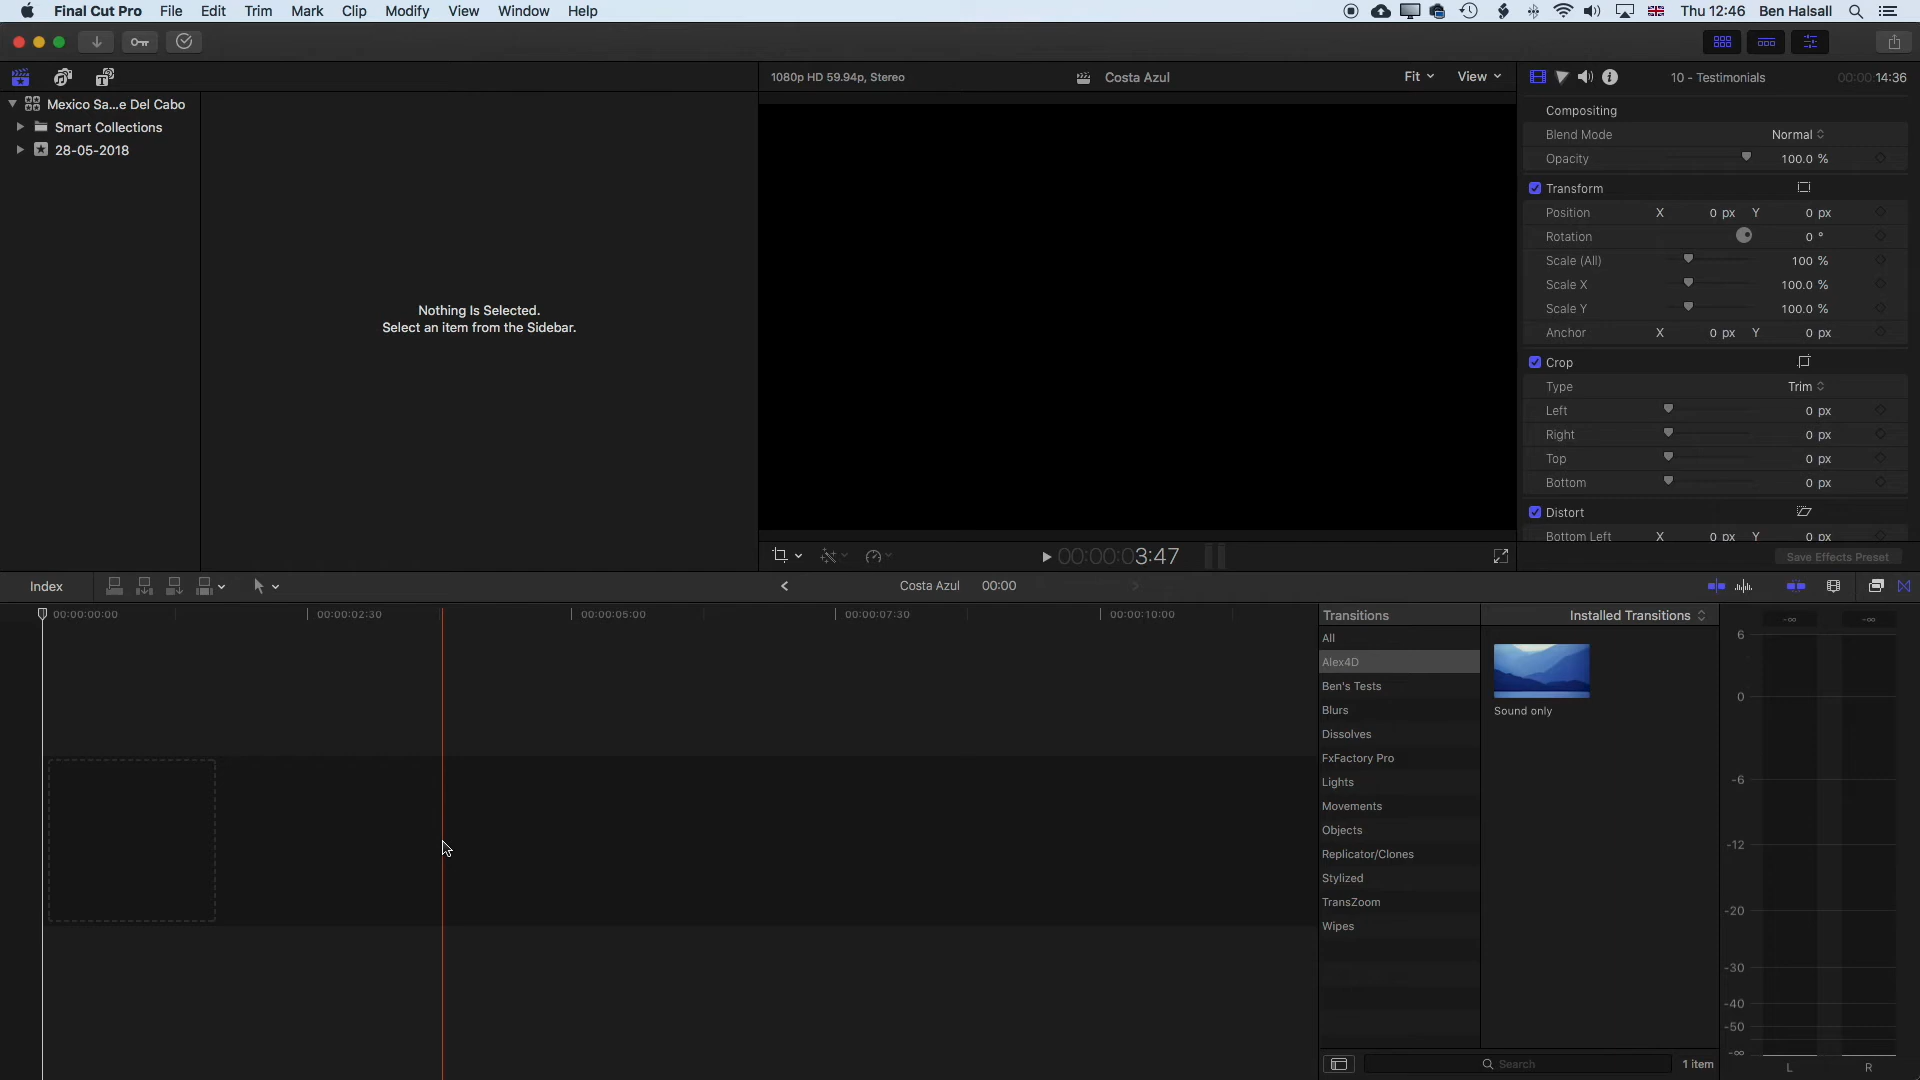 Final Cut Pro File Edit Trim Mark Clip Modify View Window Help Thu 12:46 Ben Halsall
1080p HD 59.94p, Stereo Costa Azul Fit View 10 - Testimonials 00:00:14:36
Mexico Sa...e Del Cabo
Smart Collections
28-05-2018
Nothing Is Selected.
Select an item from the Sidebar.
Compositing
Blend Mode Normal
Opacity 100.0 %
Transform
Position X 0 px Y 0 px
Rotation 0 °
Scale (All) 100 %
Scale X 100.0 %
Scale Y 100.0 %
Anchor X 0 px Y 0 px
Crop
Type Trim
Left 0 px
Right 0 px
Top 0 px
Bottom 0 px
Distort
Bottom Left X 0 px Y 0 px
00:00:03:47 Save Effects Preset
Index Costa Azul 00:00
00:00:00:00 00:00:02:30 00:00:05:00 00:00:07:30 00:00:10:00
Transitions Installed Transitions
All
Alex4D
Ben's Tests
Blurs
Dissolves
FxFactory Pro
Lights
Movements
Objects
Replicator/Clones
Stylized
TransZoom
Wipes
Sound only
Search 1 item
-∞ -∞
6
0
-6
-12
-20
-30
-40
-50
-∞
L R